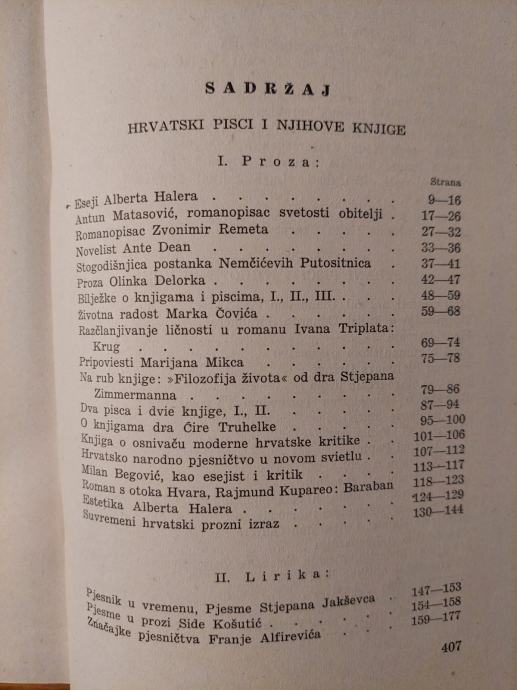 SADRŽAJ
HRVATSKI PISCI I NJIHOVE KNJIGE
I. Proza:
Strana
Eseji Alberta Halera . . . . . . . . 9—16
Antun Matasović, romanopisac svetosti obitelji . 17—26
Romanopisac Zvonimir Remeta . . . . . 27—32
Novelist Ante Dean . . . . . . . . 33—36
Stogodišnjica postanka Nemčićevih Putositnica . 37—41
Proza Olinka Delorka . . . . . . . . 42—47
Bilježke o knjigama i piscima, I., II., III. . . . 48—59
Životna radost Marka Čovića . . . . . . 59—68
Razčlanjivanje ličnosti u romanu Ivana Triplata:
Krug . . . . . . . . . . . 69—74
Pripoviesti Marijana Mikca . . . . . . 75—78
Na rub knjige: »Filozofija života« od dra Stjepana
Zimmermanna . . . . . . . . 79—86
Dva pisca i dvie knjige, I., II. . . . . . 87—94
O knjigama dra Ćire Truhelke . . . . . 95—100
Knjiga o osnivaču moderne hrvatske kritike . . 101—106
Hrvatsko narodno pjesničtvo u novom svietlu . . 107—112
Milan Begović, kao esejist i kritik . . . . 113—117
Roman s otoka Hvara, Rajmund Kupareo: Baraban 118—123
Estetika Alberta Halera . . . . . . . 124—129
Suvremeni hrvatski prozni izraz . . . . . 130—144
II. Lirika:
Pjesnik u vremenu, Pjesme Stjepana Jakševca . 147—153
Pjesme u prozi Side Košutić . . . . . 154—158
Značajke pjesničtva Franje Alfirevića . . . 159—177
407